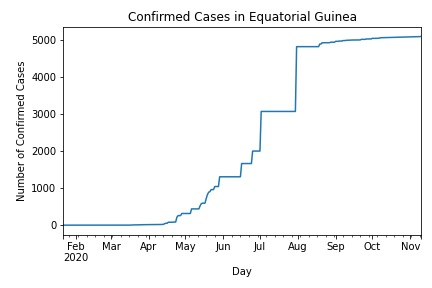 Confirmed Cases in Equatorial Guinea
Number of Confirmed Cases
5000
4000
3000
2000
1000
0
Feb Mar Apr May Jun Jul Aug Sep Oct Nov
2020
Day